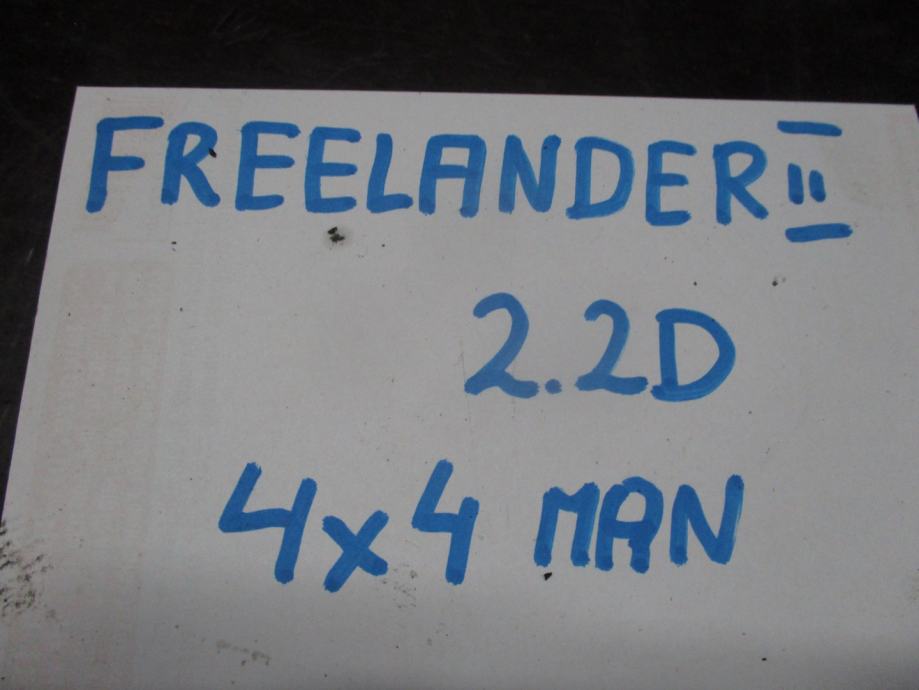 FREELANDER II
2.2D
4x4 MAN